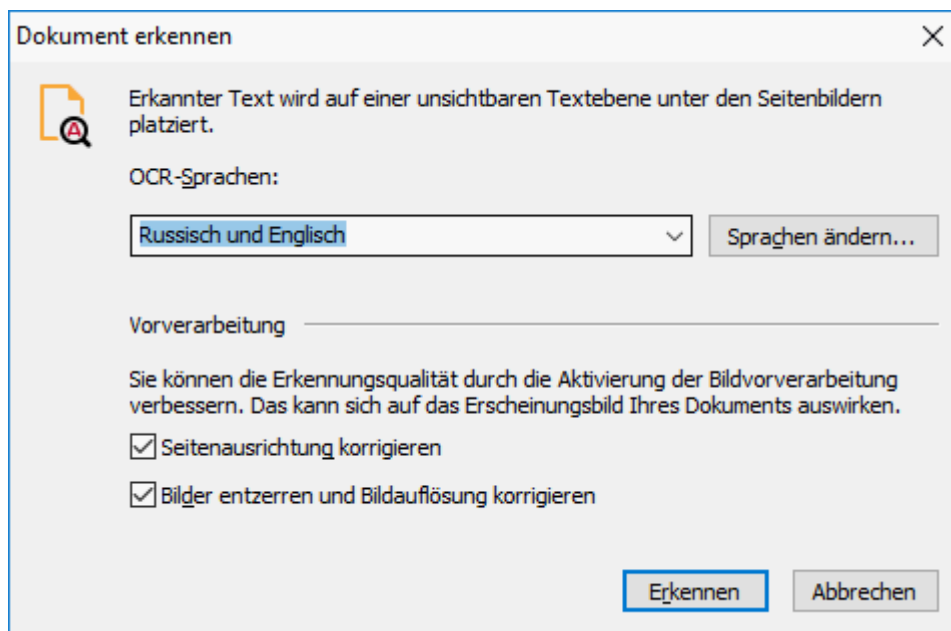 Dokument erkennen
Erkannter Text wird auf einer unsichtbaren Textebene unter den Seitenbildern
platziert.
OCR-Sprachen:
Russisch und Englisch
Sprachen ändern...
Vorverarbeitung
Sie können die Erkennungsqualität durch die Aktivierung der Bildvorverarbeitung
verbessern. Das kann sich auf das Erscheinungsbild Ihres Dokuments auswirken.
Seitenausrichtung korrigieren
Bilder entzerren und Bildauflösung korrigieren
Erkennen
Abbrechen